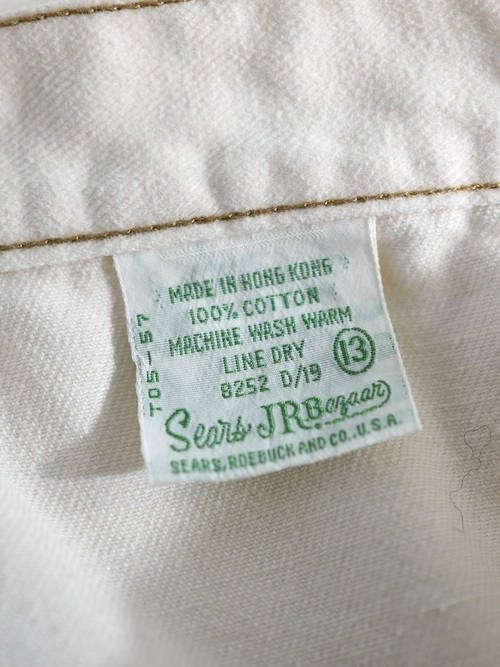 MADE IN HONG KONG
100% COTTON
MACHINE WASH WARM
LINE DRY
13
8252 D/19
Sears JR Bazaar
SEARS, ROEBUCK AND CO., U.S.A.
TOS-57